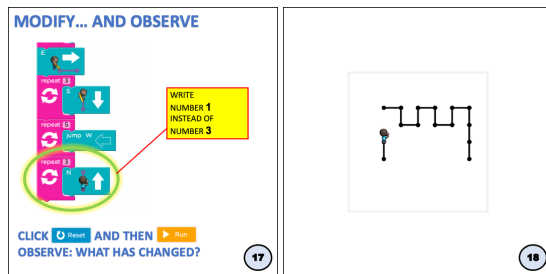 MODIFY... AND OBSERVE
E
repeat 3
S
repeat 5
jump W
repeat 3
N
WRITE
NUMBER 1
INSTEAD OF
NUMBER 3
CLICK Reset AND THEN Run
OBSERVE: WHAT HAS CHANGED?
17
18